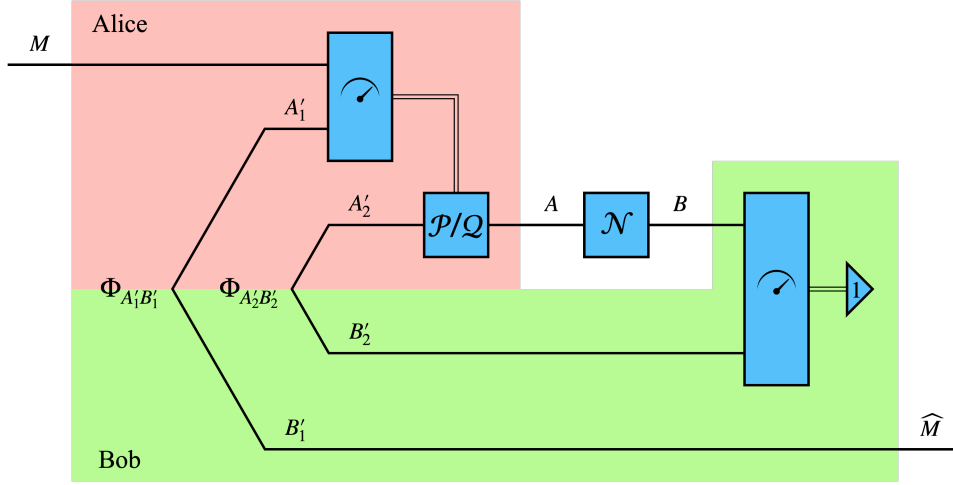 Alice
M
A′₁
A′₂
𝒫/𝒬
A
𝒩
B
Φ_{A′₁B′₁}
Φ_{A′₂B′₂}
1
B′₂
B′₁
M̂
Bob